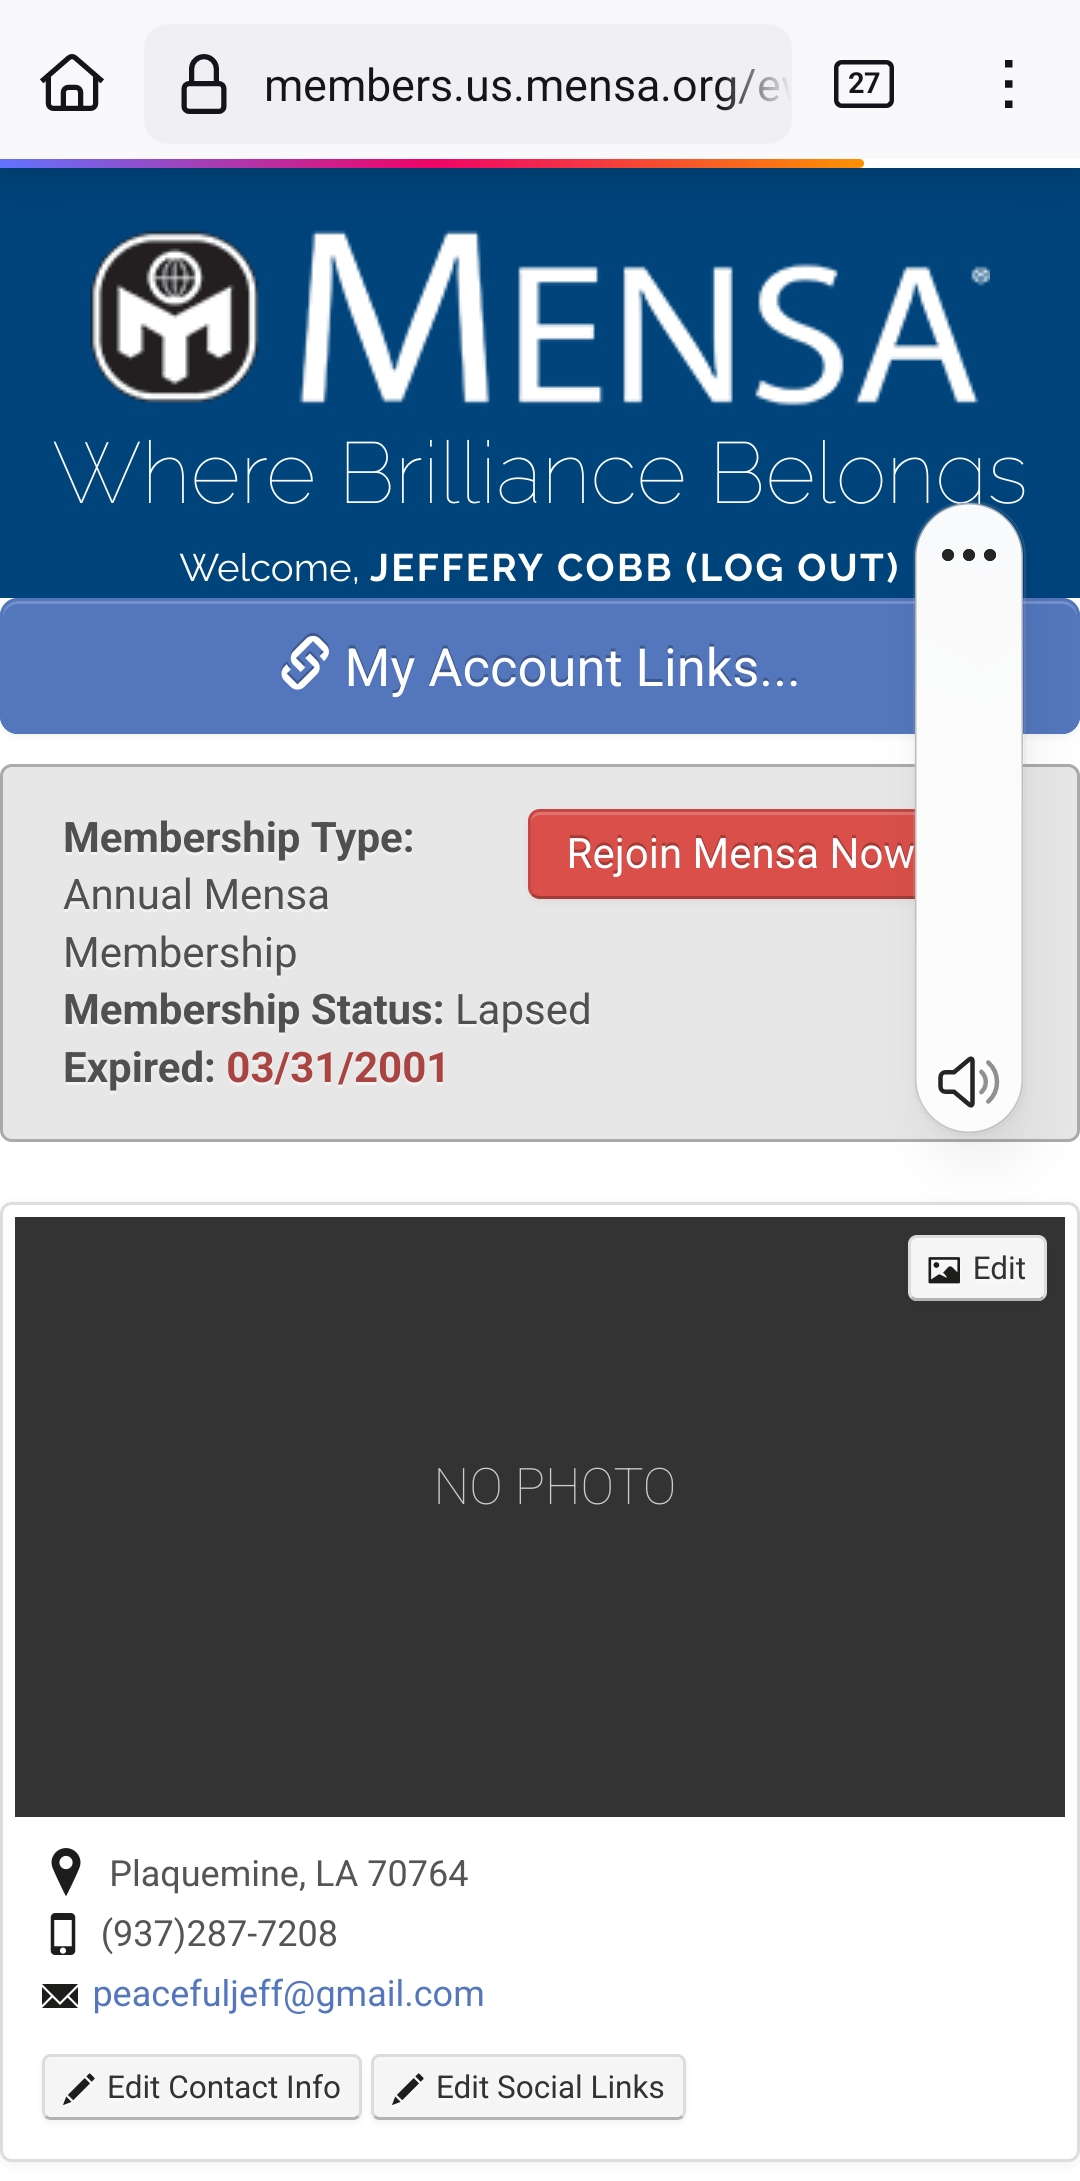 members.us.mensa.org/e
27
MENSA®
Where Brilliance Belongs
Welcome, JEFFERY COBB (LOG OUT)
My Account Links...
Membership Type:
Rejoin Mensa Now
Annual Mensa
Membership
Membership Status: Lapsed
Expired: 03/31/2001
Edit
NO PHOTO
Plaquemine, LA 70764
(937)287-7208
peacefuljeff@gmail.com
Edit Contact Info
Edit Social Links